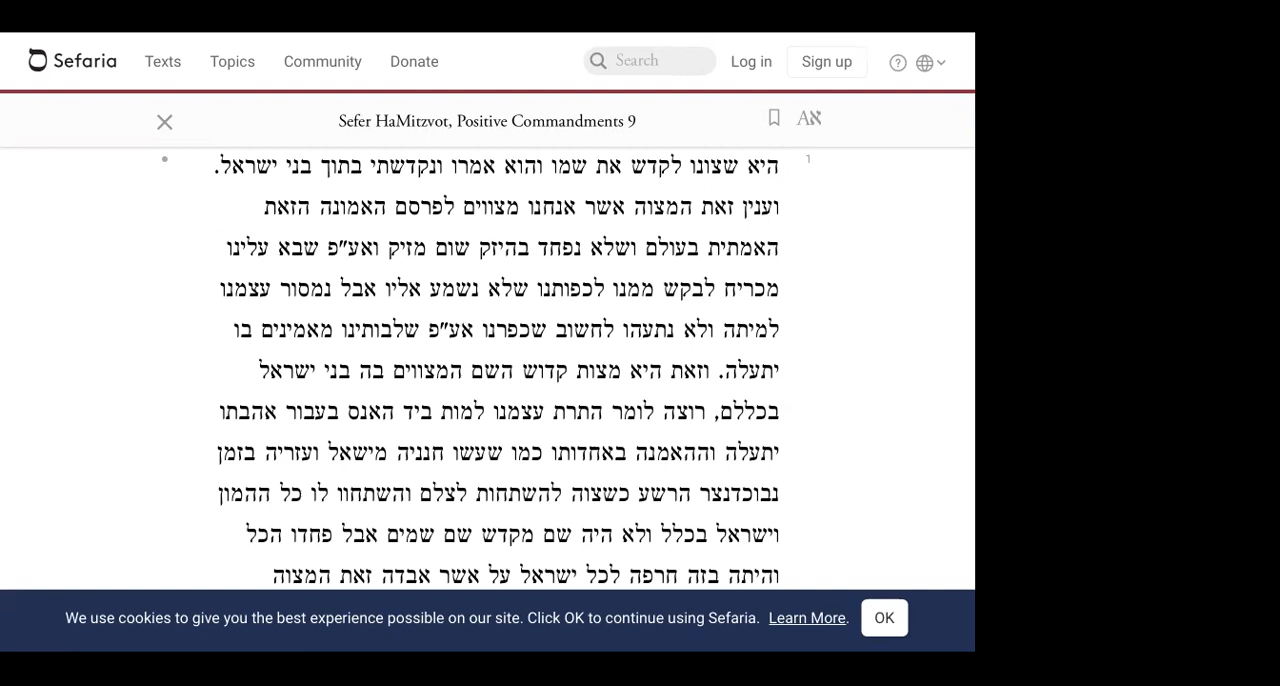 Sefaria Texts Topics Community Donate Search Log in Sign up
Sefer HaMitzvot, Positive Commandments 9 Aא
1
היא שצונו לקדש את שמו והוא אמרו ונקדשתי בתוך בני ישראל.
וענין זאת המצוה אשר אנחנו מצווים לפרסם האמונה הזאת
האמתית בעולם ושלא נפחד בהיזק שום מזיק ואע"פ שבא עלינו
מכריח לבקש ממנו לכפותנו שלא נשמע אליו אבל נמסור עצמנו
למיתה ולא נתעהו לחשוב שכפרנו אע"פ שלבותינו מאמינים בו
יתעלה. וזאת היא מצות קדוש השם המצווים בה בני ישראל
בכללם, רוצה לומר התרת עצמנו למות ביד האנס בעבור אהבתו
יתעלה וההאמנה באחדותו כמו שעשו חנניה מישאל ועזריה בזמן
נבוכדנצר הרשע כשצוה להשתחות לצלם והשתחוו לו כל ההמון
וישראל בכלל ולא היה שם מקדש שם שמים אבל פחדו הכל
והיתה בזה חרפה לכל ישראל על אשר אבדה זאת המצוה
We use cookies to give you the best experience possible on our site. Click OK to continue using Sefaria. Learn More. OK